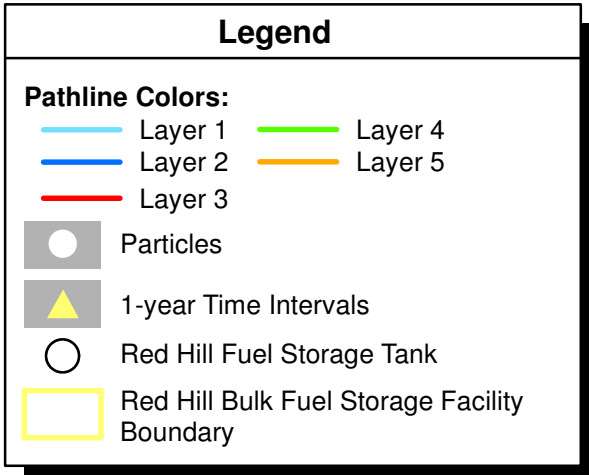 Legend
Pathline Colors:
Layer 1
Layer 4
Layer 2
Layer 5
Layer 3
Particles
1-year Time Intervals
Red Hill Fuel Storage Tank
Red Hill Bulk Fuel Storage Facility
Boundary